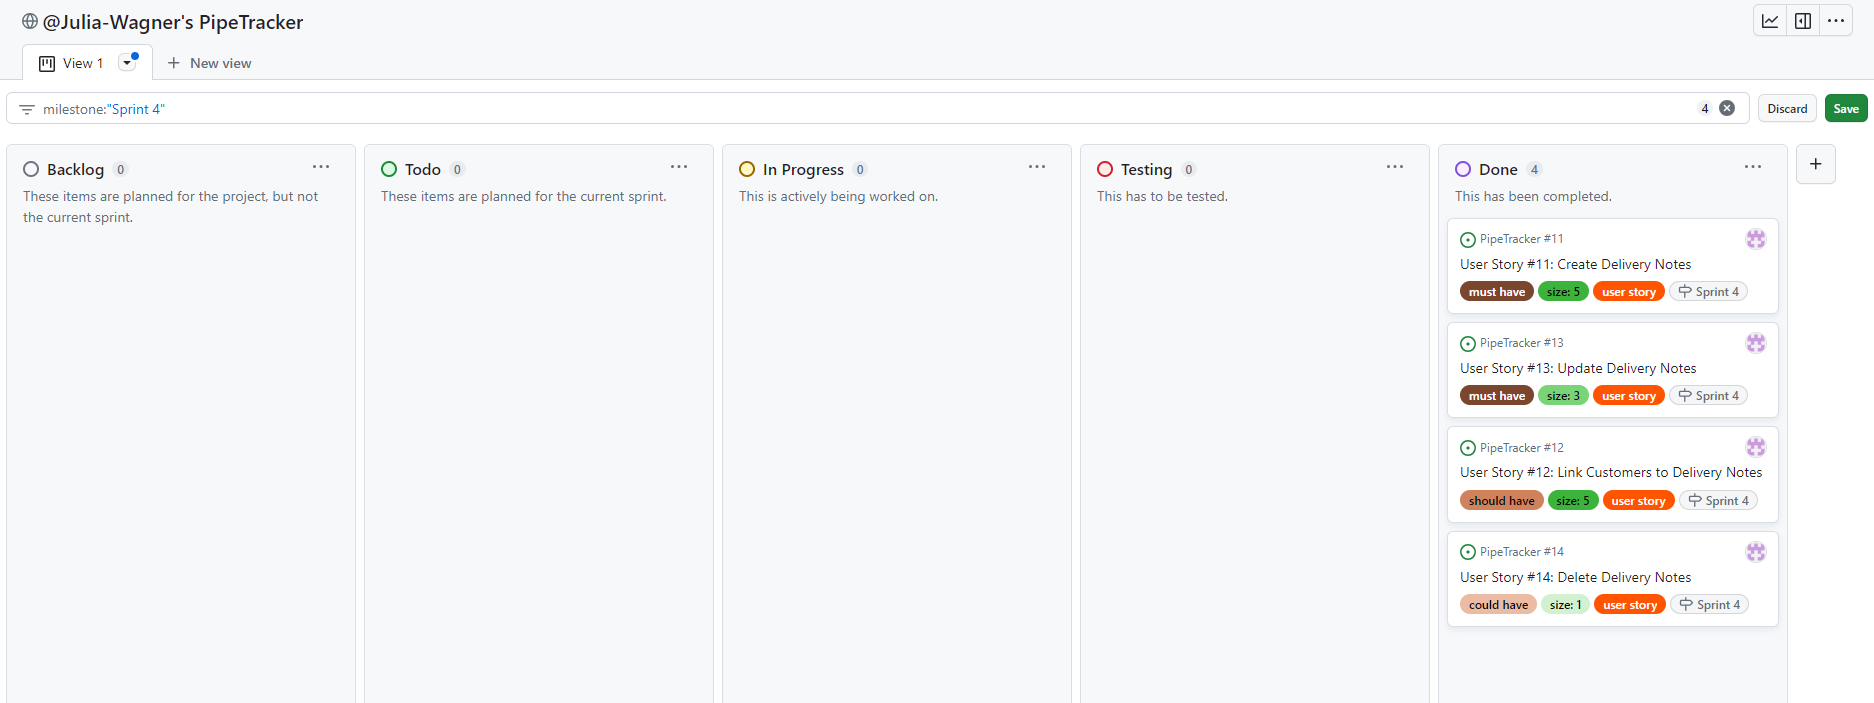 @Julia-Wagner's PipeTracker
View 1
New view
milestone:"Sprint 4"
4
Discard
Save
Backlog 0
These items are planned for the project, but not
the current sprint.
Todo 0
These items are planned for the current sprint.
In Progress 0
This is actively being worked on.
Testing 0
This has to be tested.
Done 4
This has been completed.
PipeTracker #11
User Story #11: Create Delivery Notes
must have size: 5 user story Sprint 4
PipeTracker #13
User Story #13: Update Delivery Notes
must have size: 3 user story Sprint 4
PipeTracker #12
User Story #12: Link Customers to Delivery Notes
should have size: 5 user story Sprint 4
PipeTracker #14
User Story #14: Delete Delivery Notes
could have size: 1 user story Sprint 4